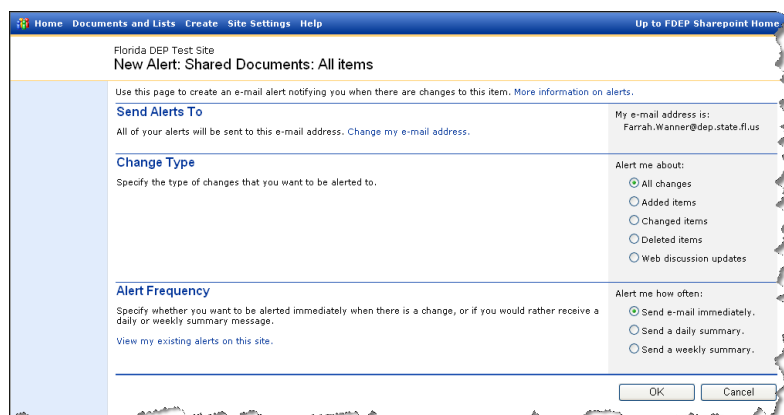 Home Documents and Lists Create Site Settings Help Up to FDEP Sharepoint Home
Florida DEP Test Site
New Alert: Shared Documents: All items
Use this page to create an e-mail alert notifying you when there are changes to this item. More information on alerts.
Send Alerts To
All of your alerts will be sent to this e-mail address. Change my e-mail address.
My e-mail address is:
Farrah.Wanner@dep.state.fl.us
Change Type
Specify the type of changes that you want to be alerted to.
Alert me about:
All changes
Added items
Changed items
Deleted items
Web discussion updates
Alert Frequency
Specify whether you want to be alerted immediately when there is a change, or if you would rather receive a
daily or weekly summary message.
View my existing alerts on this site.
Alert me how often:
Send e-mail immediately.
Send a daily summary.
Send a weekly summary.
OK Cancel